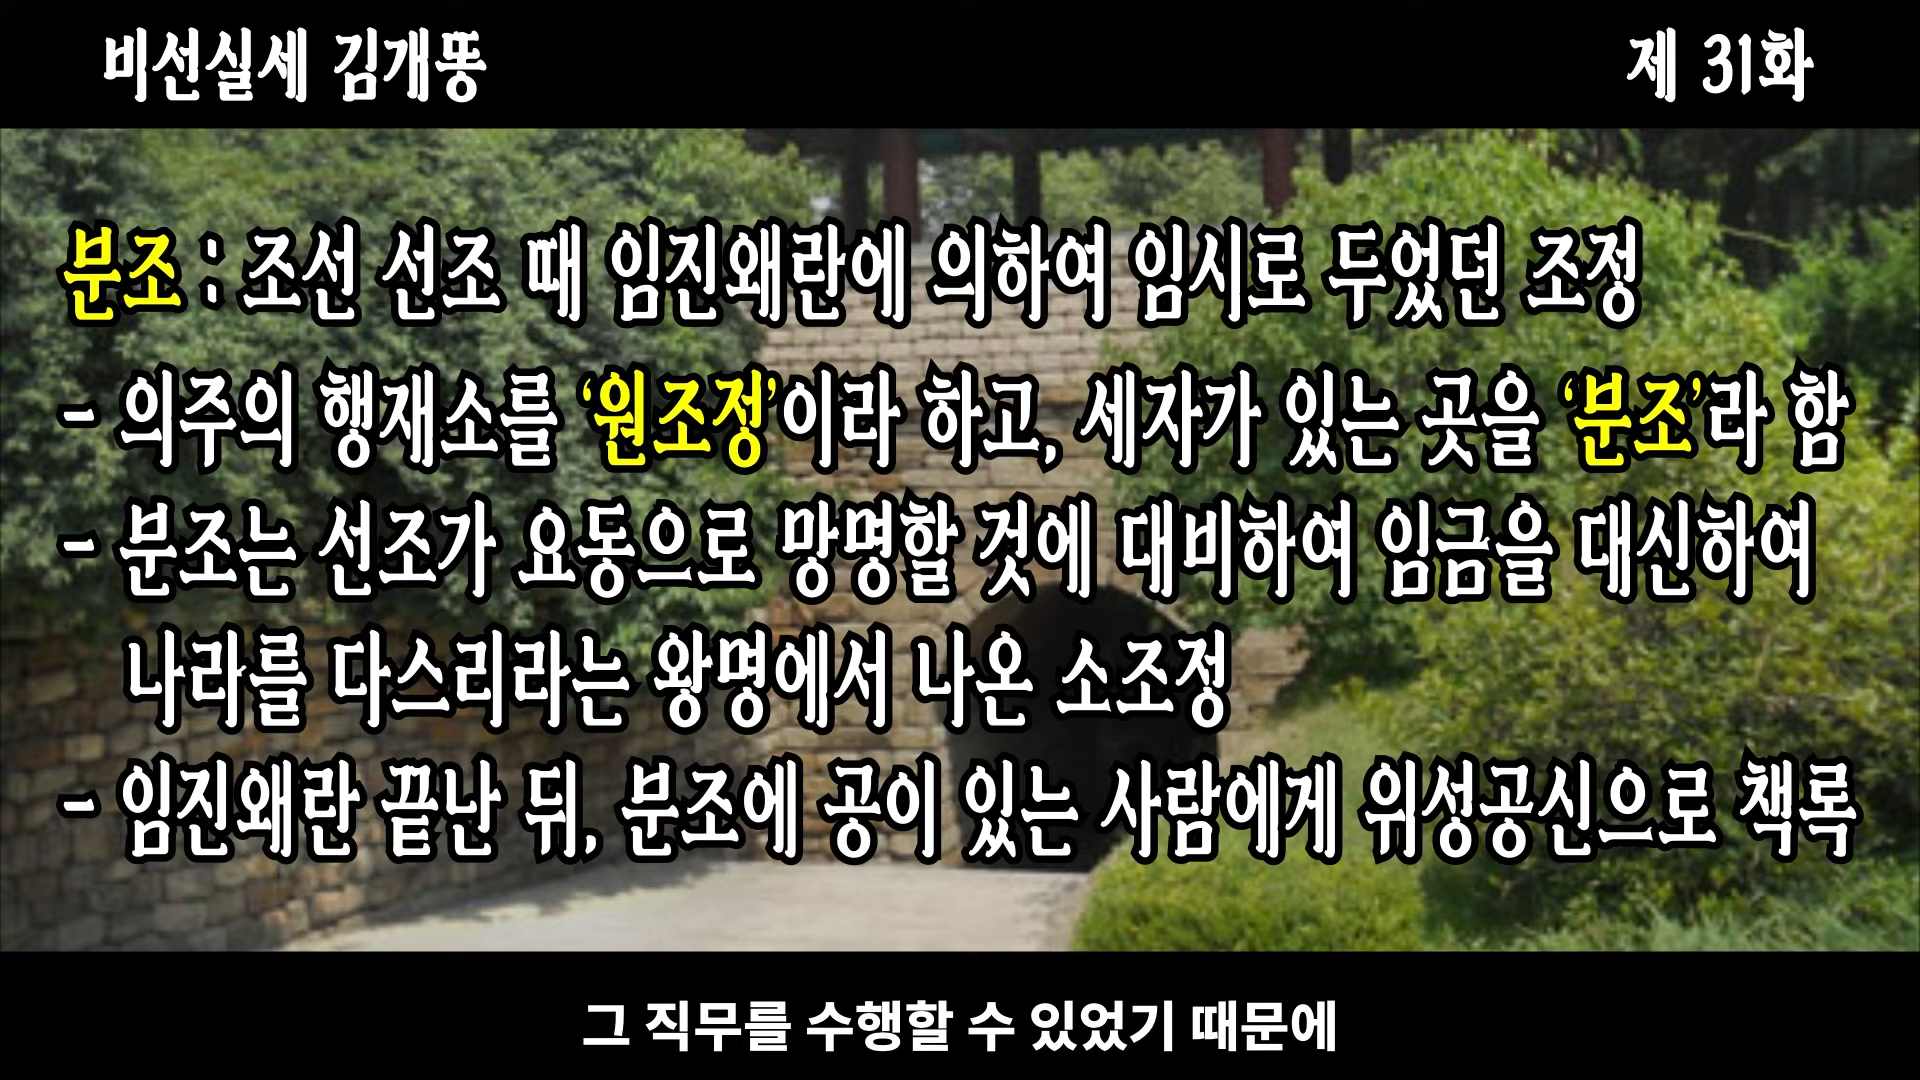 비선실세 김개똥
제 31화
분조 : 조선 선조 때 임진왜란에 의하여 임시로 두었던 조정
- 의주의 행재소를 ‘원조정’이라 하고, 세자가 있는 곳을 ‘분조’라 함
- 분조는 선조가 요동으로 망명할 것에 대비하여 임금을 대신하여
나라를 다스리라는 왕명에서 나온 소조정
- 임진왜란 끝난 뒤, 분조에 공이 있는 사람에게 위성공신으로 책록
그 직무를 수행할 수 있었기 때문에